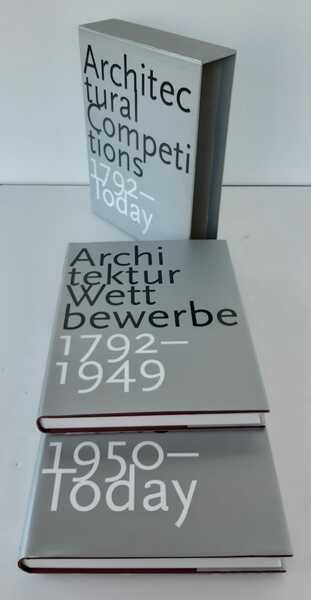 Architec
tural
Competi
tions
1792–
Today
Archi
tektur
Wett
bewerbe
1792–
1949
1950–
Today